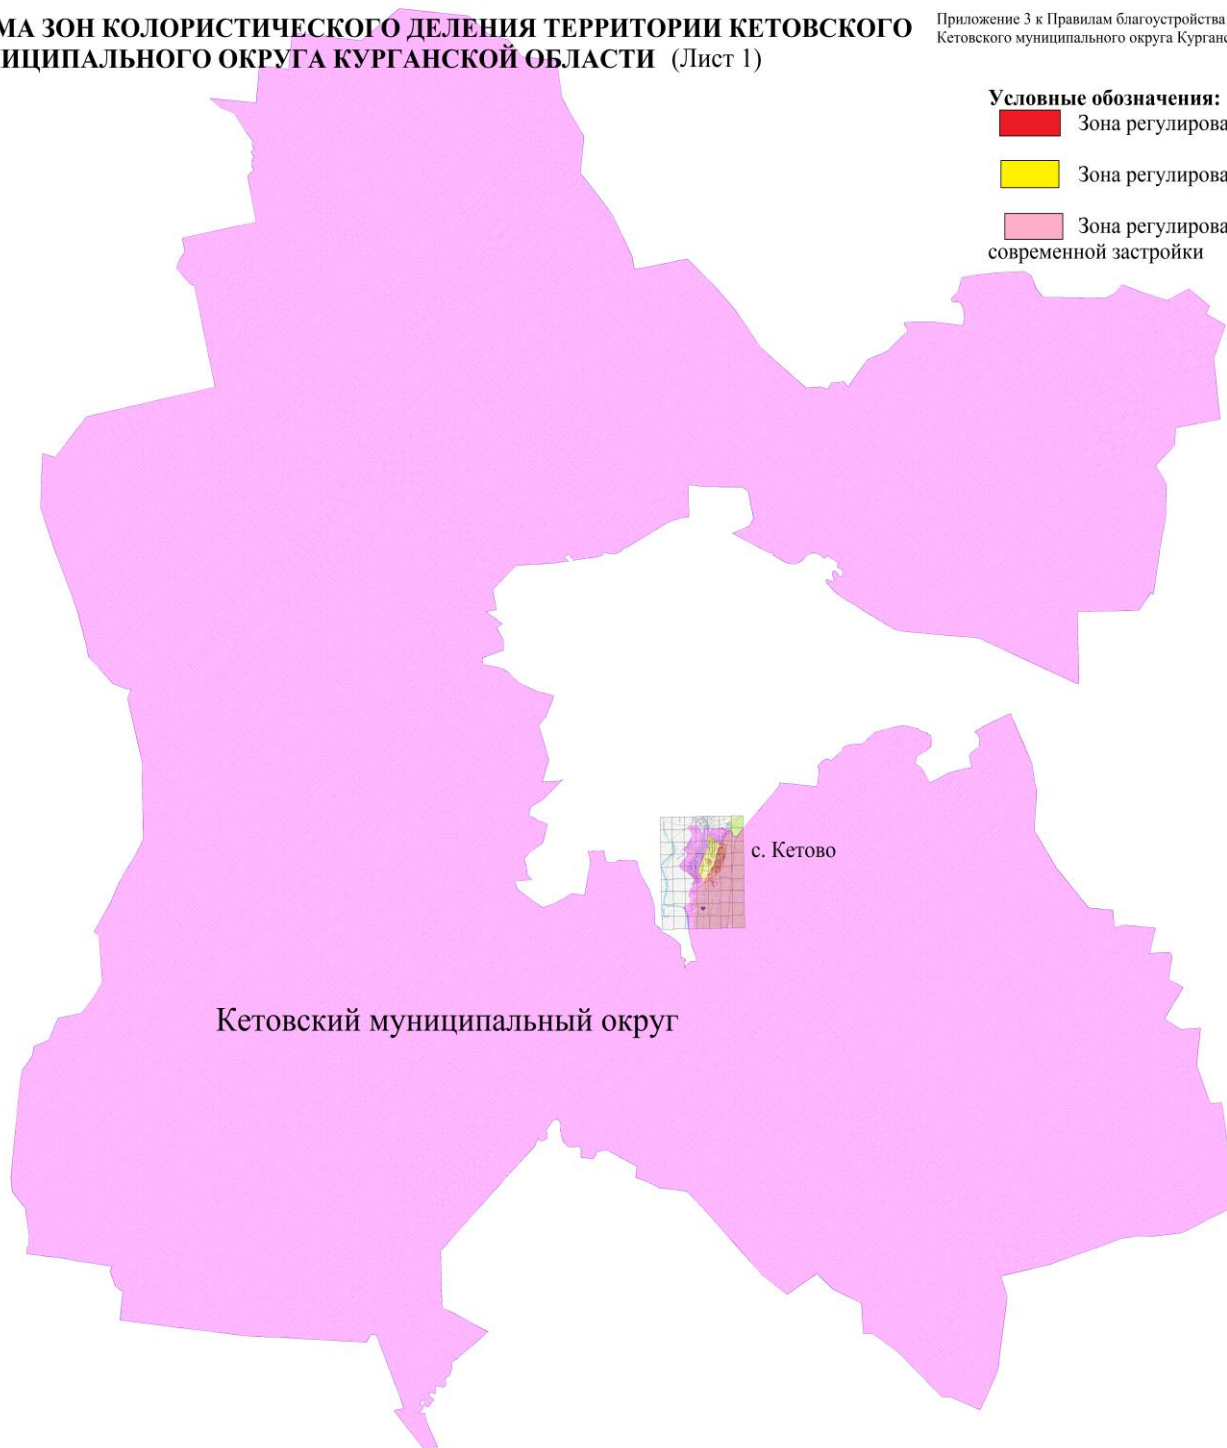 МА ЗОН КОЛОРИСТИЧЕСКОГО ДЕЛЕНИЯ ТЕРРИТОРИИ КЕТОВСКОГО
ИЦИПАЛЬНОГО ОКРУГА КУРГАНСКОЙ ОБЛАСТИ (Лист 1)
Приложение 3 к Правилам благоустройства
Кетовского муниципального округа Курганс
Условные обозначения:
Зона регулирова
Зона регулирова
Зона регулирова
современной застройки
с. Кетово
Кетовский муниципальный округ